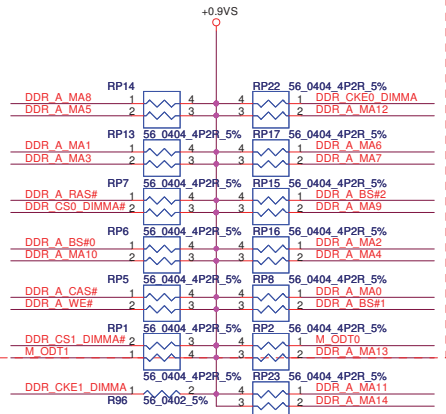 +0.9VS
RP14 RP22 56_0404_4P2R_5%
DDR_A_MA8 1 4 4 1 DDR_CKE0_DIMMA
DDR_A_MA5 2 3 3 2 DDR_A_MA12
RP13 56_0404_4P2R_5% RP17 56_0404_4P2R_5%
DDR_A_MA1 1 4 4 1 DDR_A_MA6
DDR_A_MA3 2 3 3 2 DDR_A_MA7
RP7 56_0404_4P2R_5% RP15 56_0404_4P2R_5%
DDR_A_RAS# 1 4 4 1 DDR_A_BS#2
DDR_CS0_DIMMA# 2 3 3 2 DDR_A_MA9
RP6 56_0404_4P2R_5% RP16 56_0404_4P2R_5%
DDR_A_BS#0 1 4 4 1 DDR_A_MA2
DDR_A_MA10 2 3 3 2 DDR_A_MA4
RP5 56_0404_4P2R_5% RP8 56_0404_4P2R_5%
DDR_A_CAS# 1 4 4 1 DDR_A_MA0
DDR_A_WE# 2 3 3 2 DDR_A_BS#1
RP1 56_0404_4P2R_5% RP2 56_0404_4P2R_5%
DDR_CS1_DIMMA# 2 3 4 1 M_ODT0
M_ODT1 1 4 3 2 DDR_A_MA13
56_0404_4P2R_5% RP23 56_0404_4P2R_5%
DDR_CKE1_DIMMA 1 2 4 1 DDR_A_MA11
R96 56_0402_5% 3 2 DDR_A_MA14